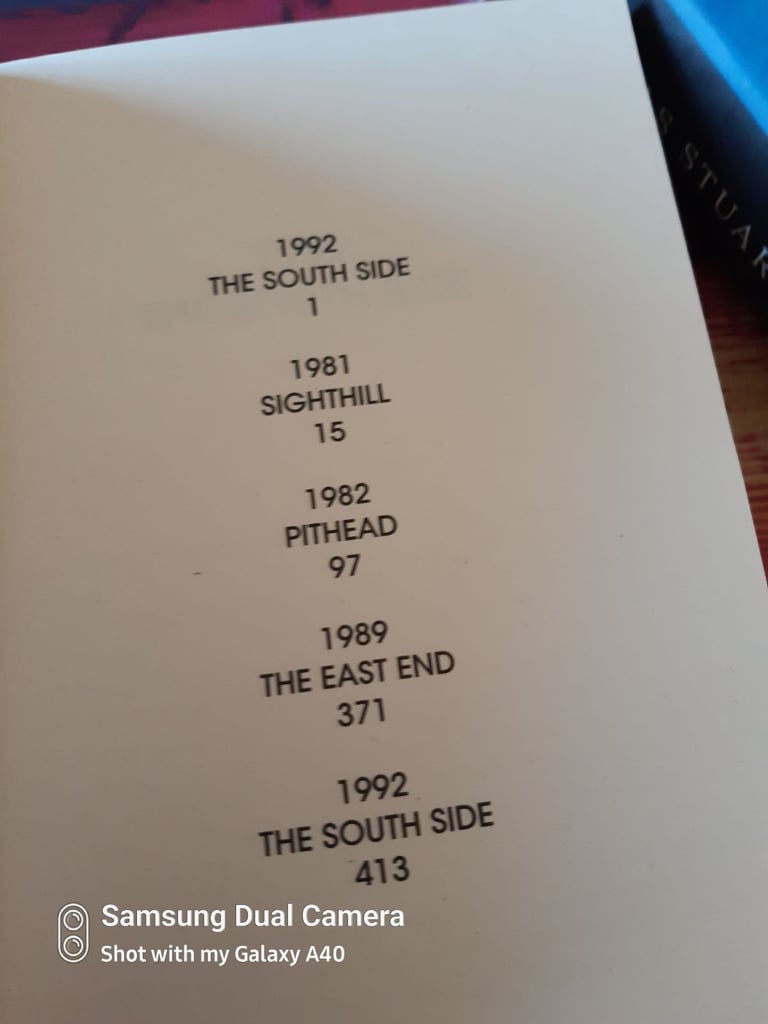 1992
THE SOUTH SIDE
1
1981
SIGHTHILL
15
1982
PITHEAD
97
1989
THE EAST END
371
1992
THE SOUTH SIDE
413
S STUAR
Samsung Dual Camera
Shot with my Galaxy A40